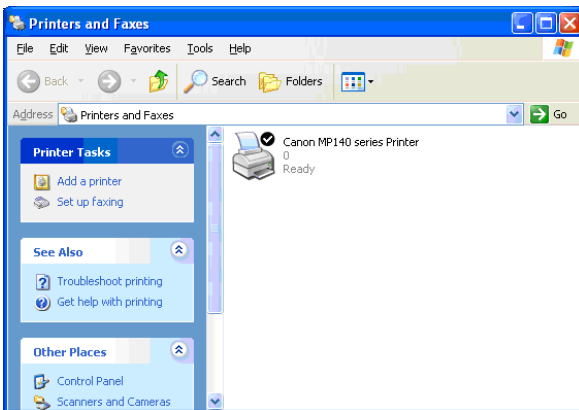 Printers and Faxes
File Edit View Favorites Tools Help
Back Search Folders
Address Printers and Faxes Go
Printer Tasks
Add a printer
Set up faxing
See Also
Troubleshoot printing
Get help with printing
Other Places
Control Panel
Scanners and Cameras
Canon MP140 series Printer
0
Ready